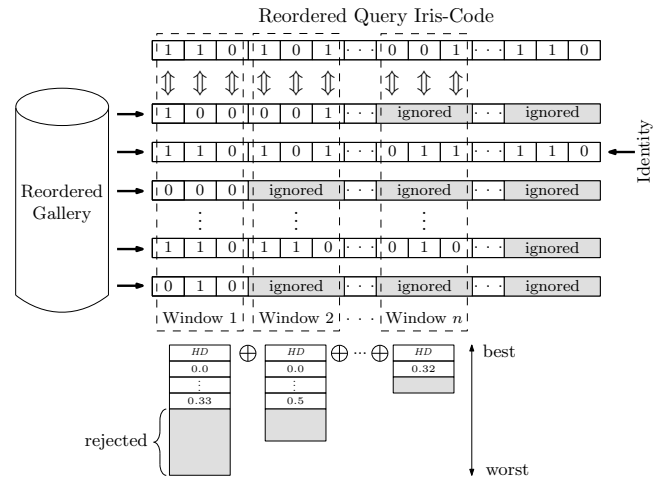 Reordered Query Iris-Code
1 1 0 1 0 1 · · · 0 0 1 · · · 1 1 0
1 0 0 0 0 1 · · · ignored · · · ignored
1 1 0 1 0 1 · · · 0 1 1 · · · 1 1 0
Identity
Reordered
Gallery
0 0 0 ignored · · · ignored · · · ignored
1 1 0 1 1 0 · · · 0 1 0 · · · ignored
0 1 0 ignored · · · ignored · · · ignored
Window 1 Window 2 · · · Window n
HD ⊕ HD ⊕ ··· ⊕ HD best
0.0 0.0 0.32
0.33 0.5
rejected
worst